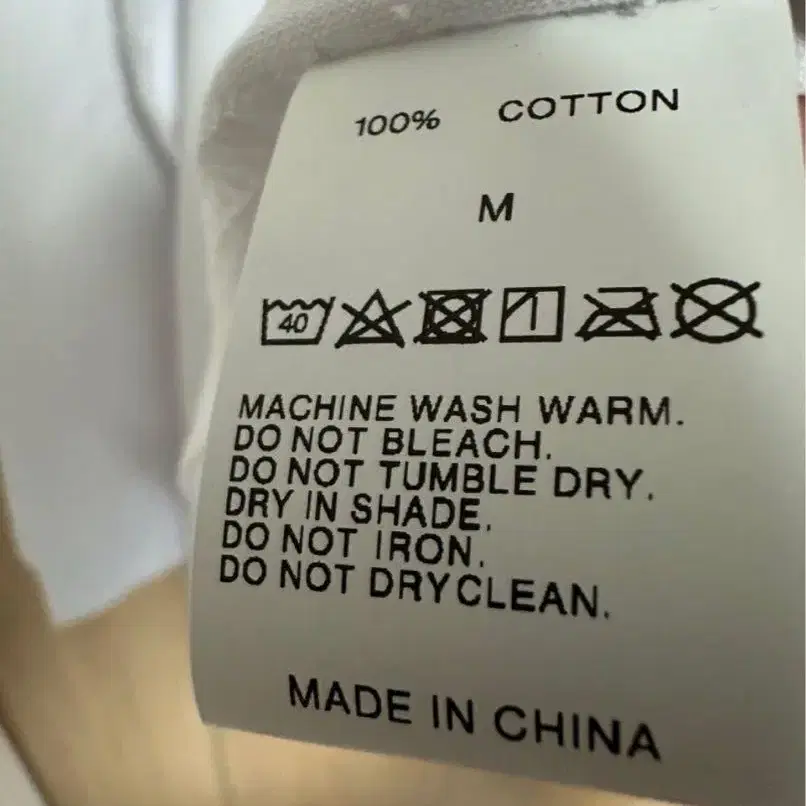 100% COTTON
M
40
MACHINE WASH WARM.
DO NOT BLEACH.
DO NOT TUMBLE DRY.
DRY IN SHADE.
DO NOT IRON.
DO NOT DRYCLEAN.
MADE IN CHINA